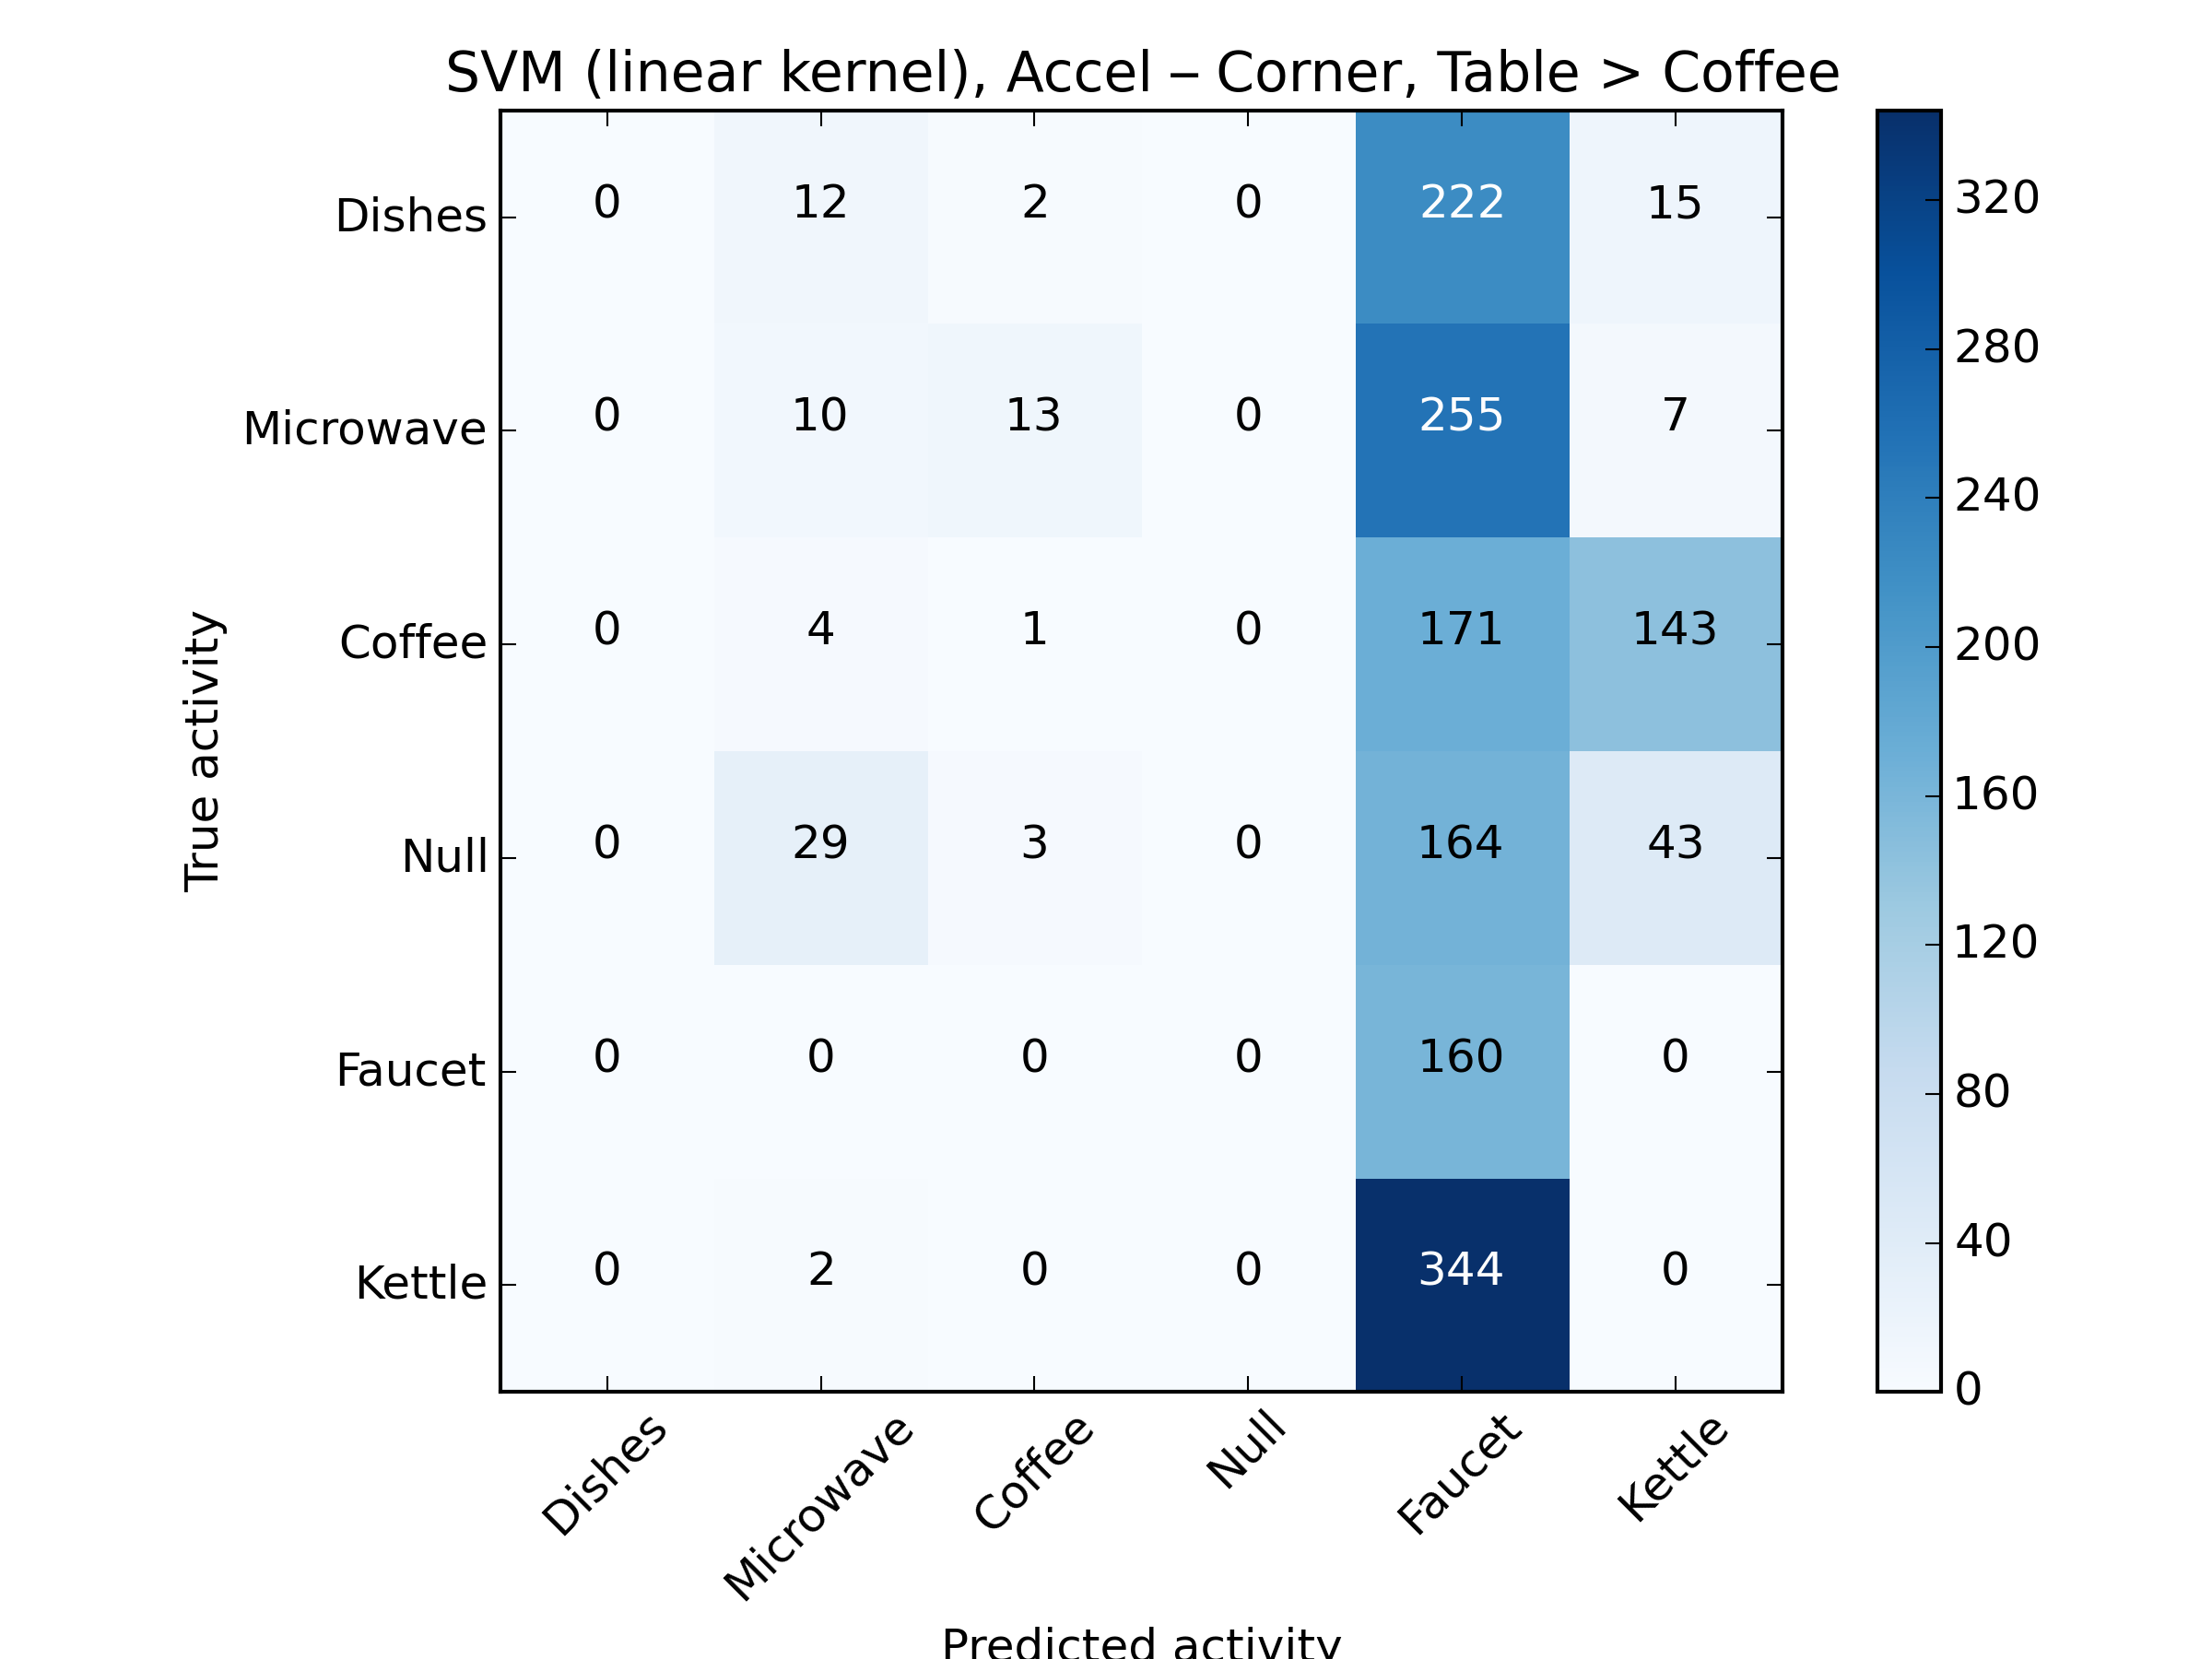 SVM (linear kernel), Accel – Corner, Table > Coffee
Dishes 0 12 2 0 222 15
Microwave 0 10 13 0 255 7
Coffee 0 4 1 0 171 143
Null 0 29 3 0 164 43
Faucet 0 0 0 0 160 0
Kettle 0 2 0 0 344 0
True activity
Dishes Microwave Coffee Null Faucet Kettle
Predicted activity
320
280
240
200
160
120
80
40
0